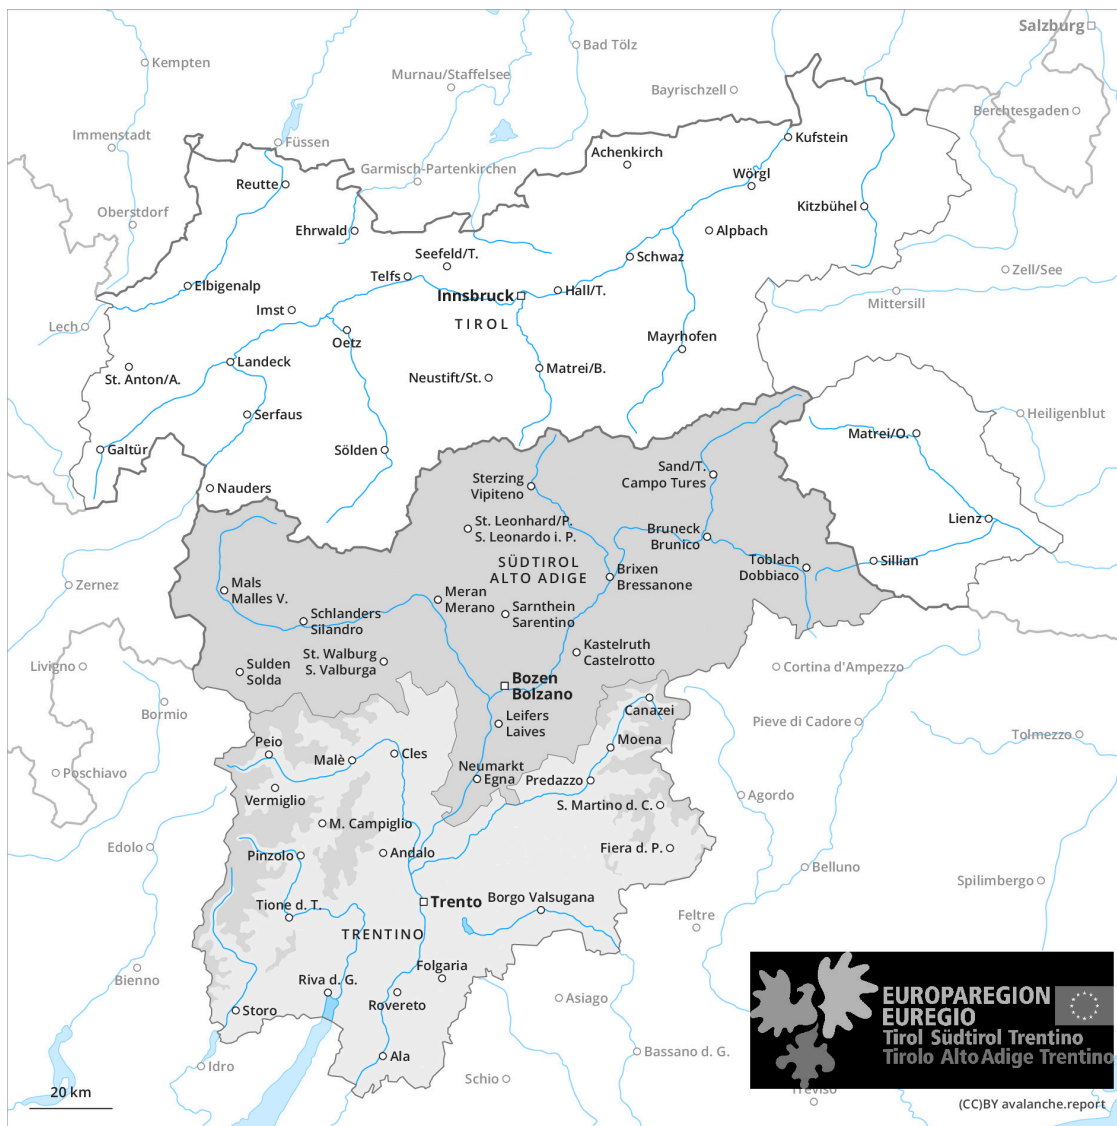 Salzburg
Bad Tölz
Kempten
Murnau/Staffelsee
Bayrischzell
Berchtesgaden
Immenstadt
Füssen
Kufstein
Achenkirch
Garmisch-Partenkirchen
Wörgl
Reutte
Kitzbühel
Oberstdorf
Ehrwald
Alpbach
Seefeld/T.
Schwaz
Zell/See
Telfs
Elbigenalp
Innsbruck
Hall/T.
Mittersill
Imst
TIROL
Lech
Oetz
Mayrhofen
Landeck
Matrei/B.
St. Anton/A.
Neustift/St.
Serfaus
Heiligenblut
Matrei/O.
Galtür
Sölden
Sterzing
Vipiteno
Sand/T.
Campo Tures
Nauders
Lienz
St. Leonhard/P.
S. Leonardo i. P.
Bruneck
Brunico
SÜDTIROL
ALTO ADIGE
Toblach
Dobbiaco
Sillian
Brixen
Bressanone
Zernez
Mals
Malles V.
Meran
Merano
Schlanders
Silandro
Sarnthein
Sarentino
Kastelruth
Castelrotto
St. Walburg
S. Valburga
Livigno
Sulden
Solda
Cortina d'Ampezzo
Bozen
Bolzano
Bormio
Canazei
Leifers
Laives
Pieve di Cadore
Tolmezzo
Peio
Moena
Malè
Cles
Poschiavo
Neumarkt
Egna
Predazzo
Vermiglio
S. Martino d. C.
Agordo
M. Campiglio
Edolo
Pinzolo
Andalo
Fiera d. P.
Belluno
Spilimbergo
Tione d. T.
Trento
Borgo Valsugana
Feltre
TRENTINO
Bienno
Folgaria
Riva d. G.
Rovereto
Asiago
Storo
EUROPAREGION
EUREGIO
Tirol Südtirol Trentino
Tirolo Alto Adige Trentino
Ala
Idro
Bassano d. G.
Schio
Treviso
20 km
(CC)BY avalanche.report